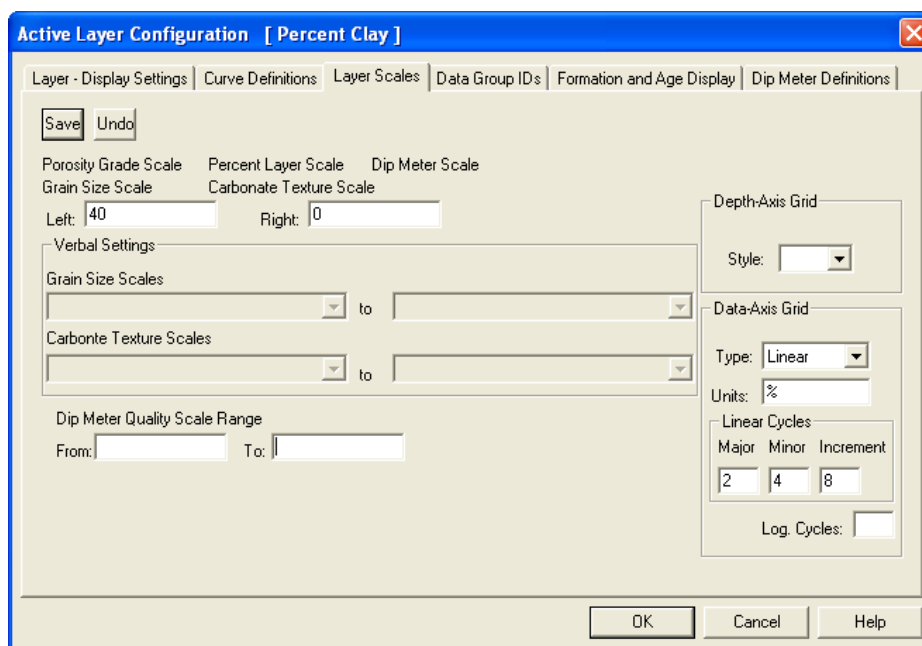 Active Layer Configuration [ Percent Clay ]
Layer - Display Settings Curve Definitions Layer Scales Data Group IDs Formation and Age Display Dip Meter Definitions
Save Undo
Porosity Grade Scale Percent Layer Scale Dip Meter Scale
Grain Size Scale Carbonate Texture Scale
Left: 40 Right: 0
Verbal Settings
Grain Size Scales
to
Carbonte Texture Scales
to
Dip Meter Quality Scale Range
From: To:
Depth-Axis Grid
Style:
Data-Axis Grid
Type: Linear
Units: %
Linear Cycles
Major Minor Increment
2 4 8
Log. Cycles:
OK Cancel Help